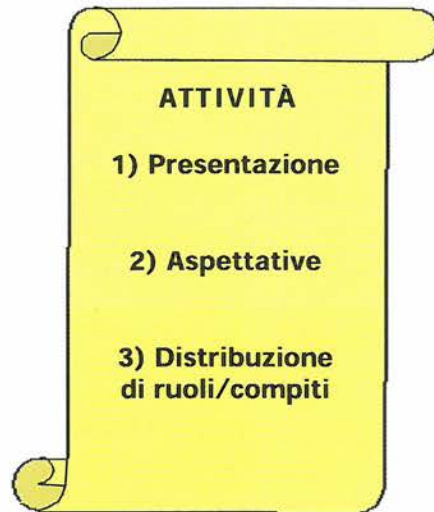 ATTIVITÀ
1) Presentazione
2) Aspettative
3) Distribuzione
di ruoli/compiti